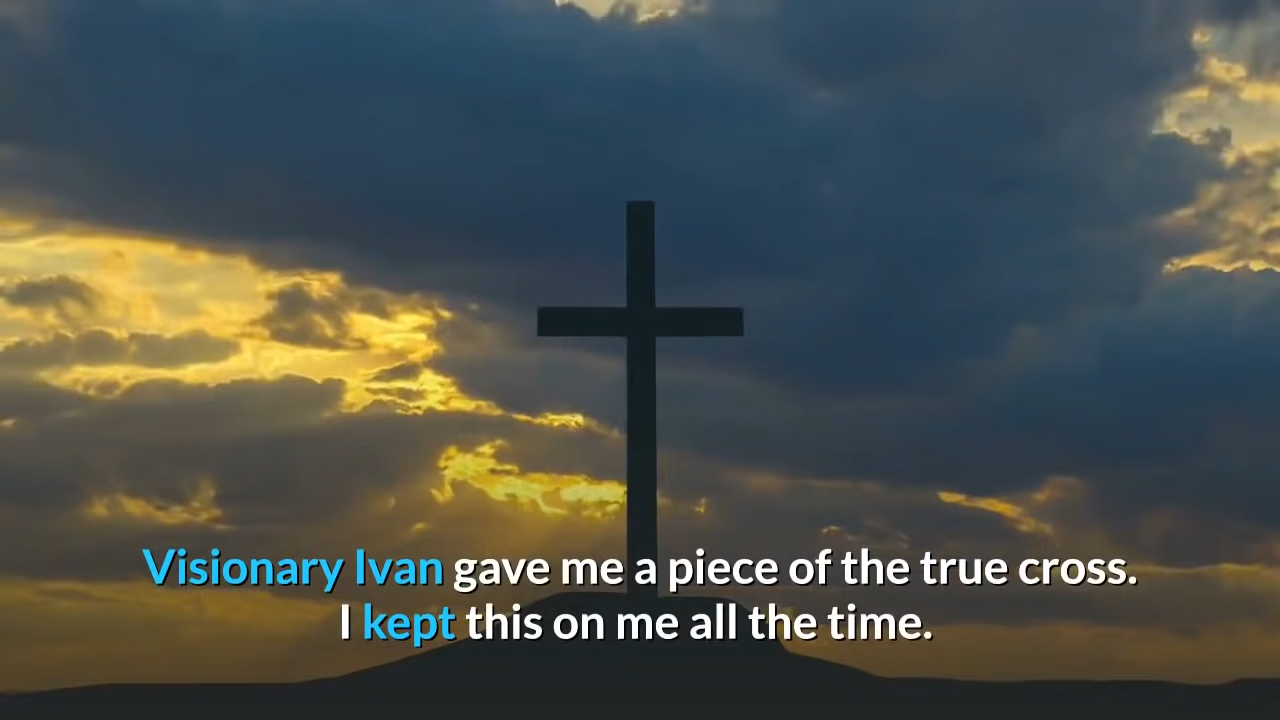 Visionary Ivan gave me a piece of the true cross.
I kept this on me all the time.